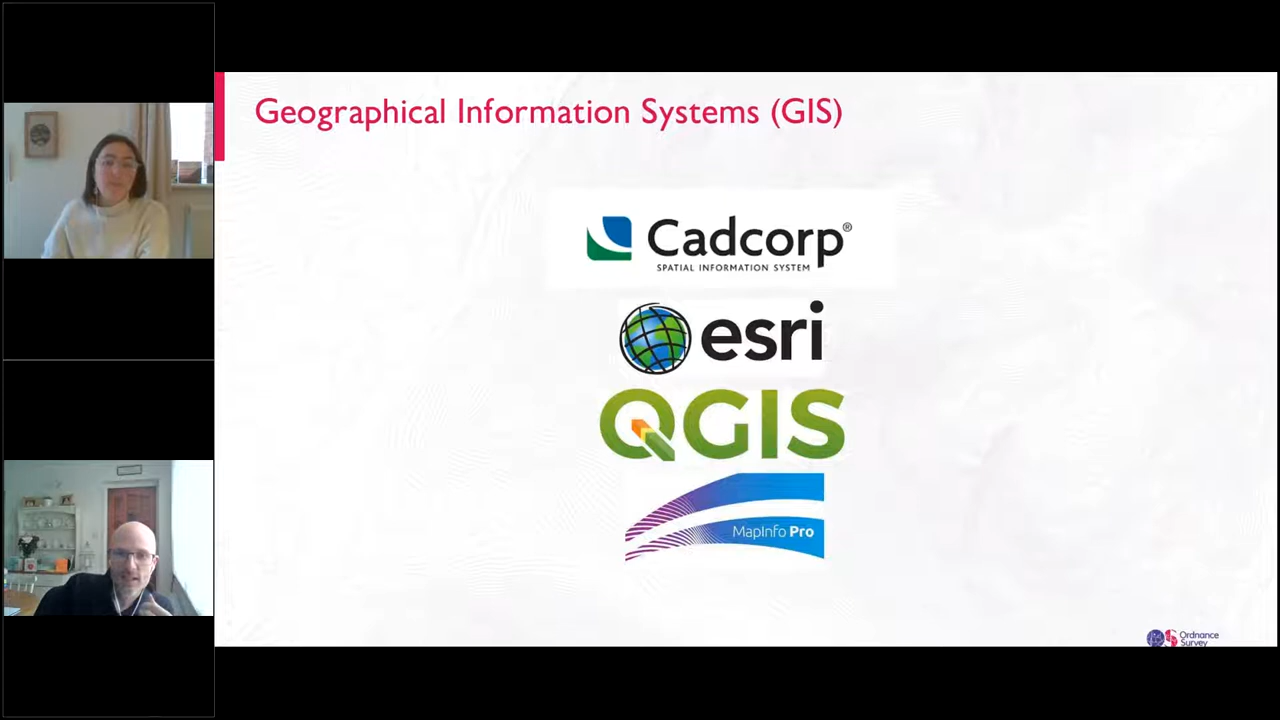 Geographical Information Systems (GIS)
Cadcorp®
SPATIAL INFORMATION SYSTEM
esri
QGIS
MapInfo Pro
Ordnance
Survey